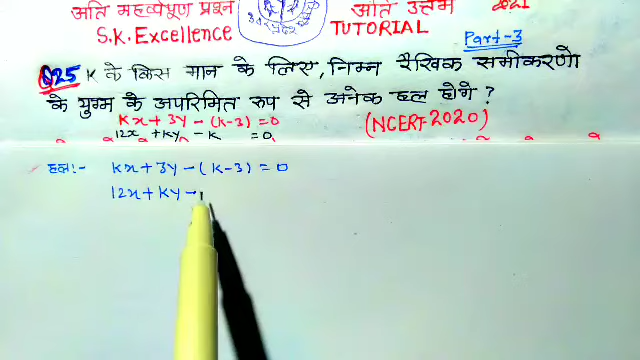 अति महत्वपूर्ण प्रश्न
अति उत्तम 2021
S.K. Excellence TUTORIAL
Part-3
Q25 K के किस मान के लिए, निम्न रैखिक समीकरणो
के युग्म के अपरिमित रूप से अनेक हल होगे ?
Kx + 3y - (K-3) = 0
12x + Ky - K = 0
(NCERT-2020)
हल:- Kx + 3y - (K-3) = 0
12x + Ky -